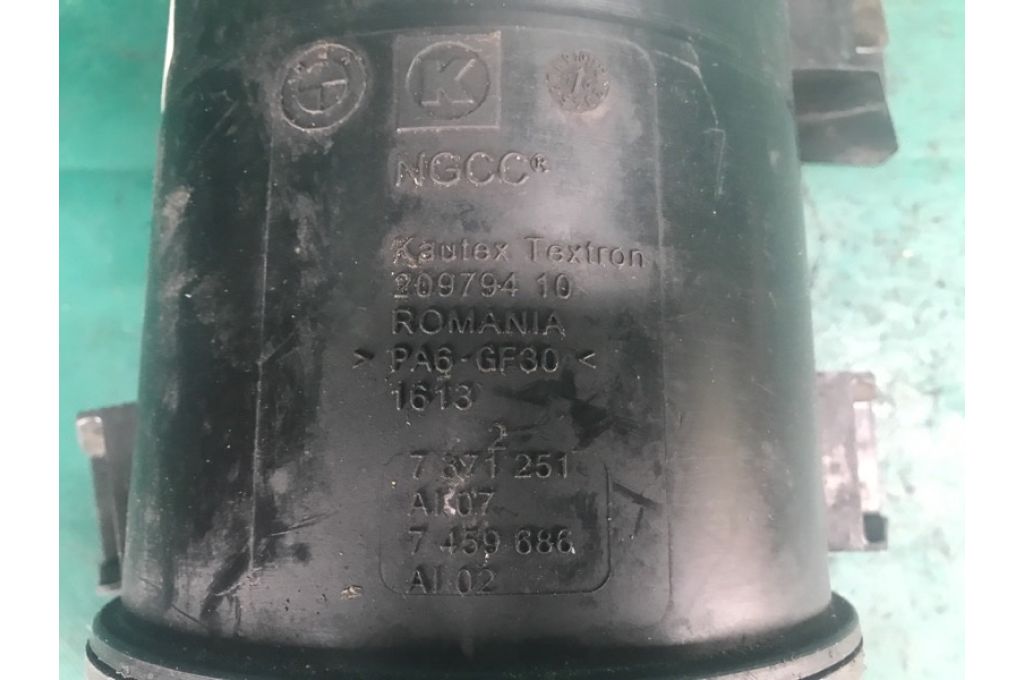 K
NGCC®
Kautex Textron
209794 10
ROMANIA
> PA6-GF30 <
1613
2
7 371 251
AI 07
7 459 686
AI 02